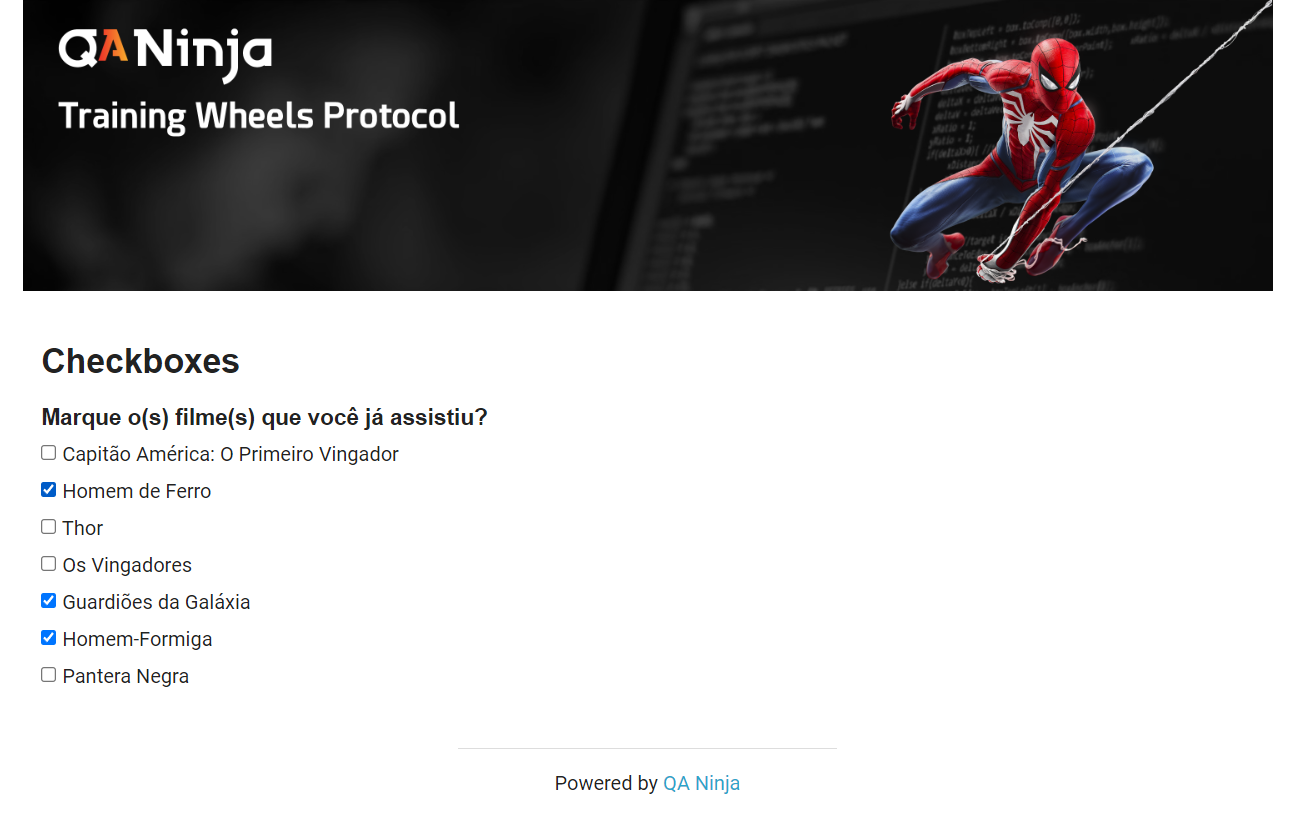 QA Ninja
Training Wheels Protocol
Checkboxes
Marque o(s) filme(s) que você já assistiu?
Capitão América: O Primeiro Vingador
Homem de Ferro
Thor
Os Vingadores
Guardiões da Galáxia
Homem-Formiga
Pantera Negra
Powered by QA Ninja